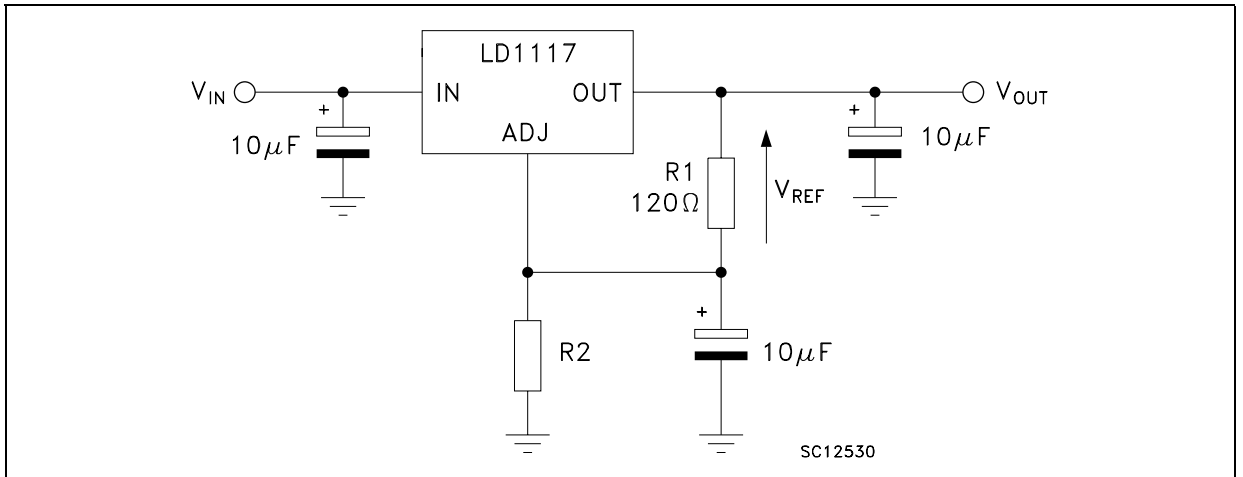 LD1117
V_IN
IN
OUT
V_OUT
+
10μF
ADJ
+
10μF
R1
120Ω
V_REF
+
R2
10μF
SC12530